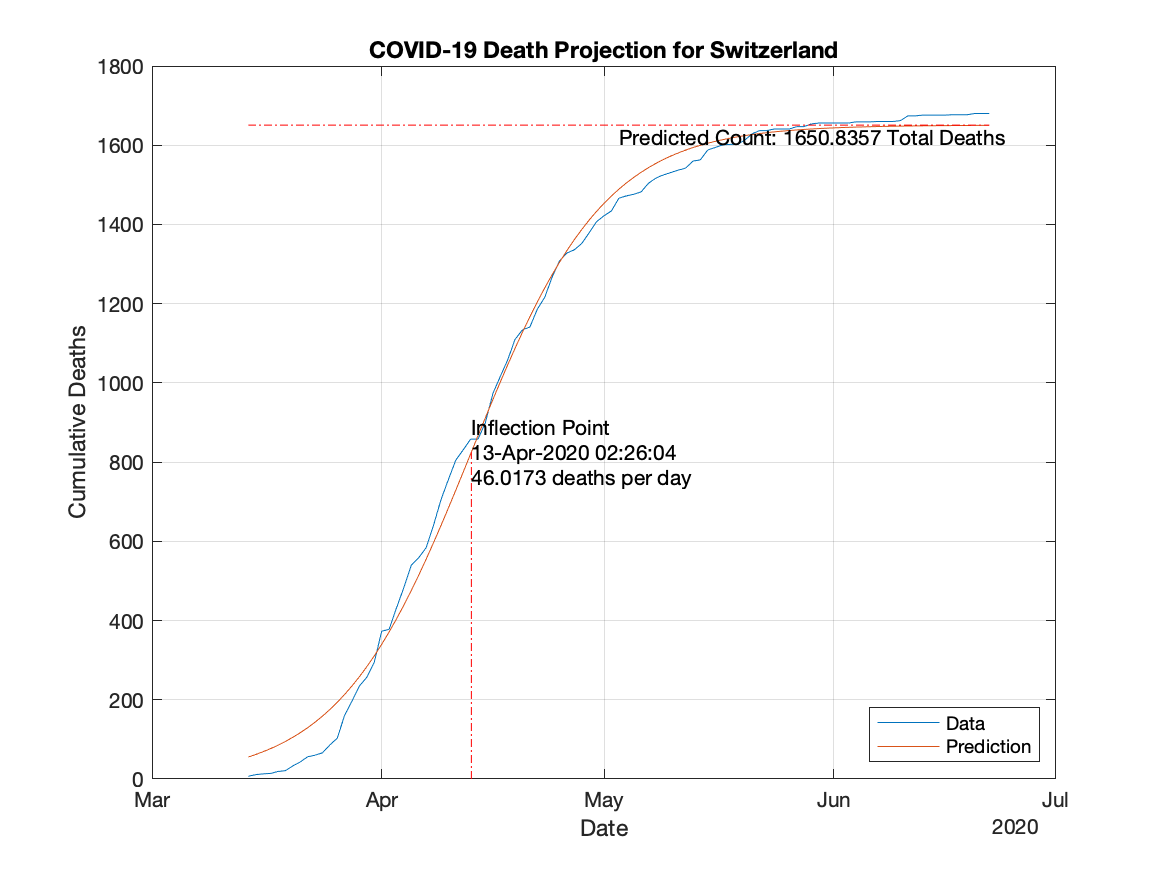 COVID-19 Death Projection for Switzerland
1800
1600
1400
1200
1000
800
600
400
200
0
Cumulative Deaths
Predicted Count: 1650.8357 Total Deaths
Inflection Point
13-Apr-2020 02:26:04
46.0173 deaths per day
Data
Prediction
Mar Apr May Jun Jul
Date
2020